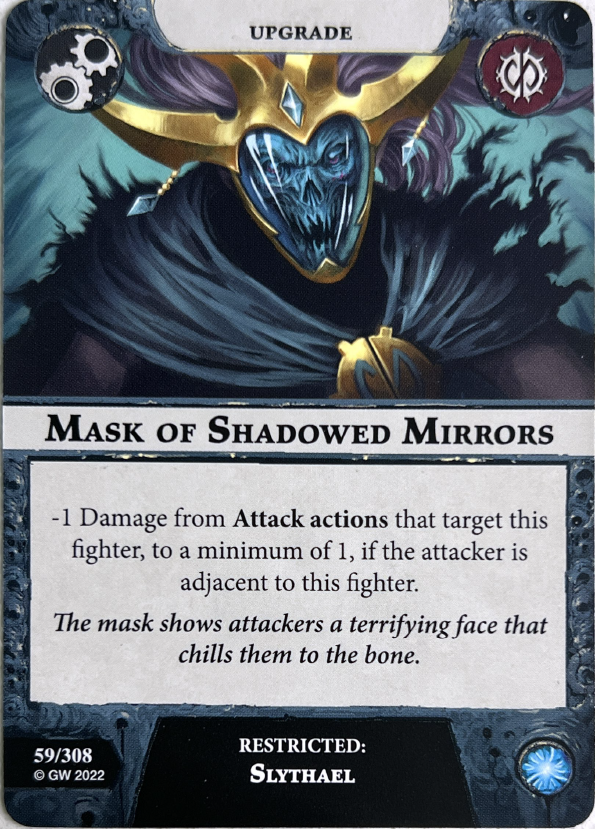 UPGRADE
MASK OF SHADOWED MIRRORS
-1 Damage from Attack actions that target this
fighter, to a minimum of 1, if the attacker is
adjacent to this fighter.
The mask shows attackers a terrifying face that
chills them to the bone.
59/308
© GW 2022
RESTRICTED:
SLYTHAEL